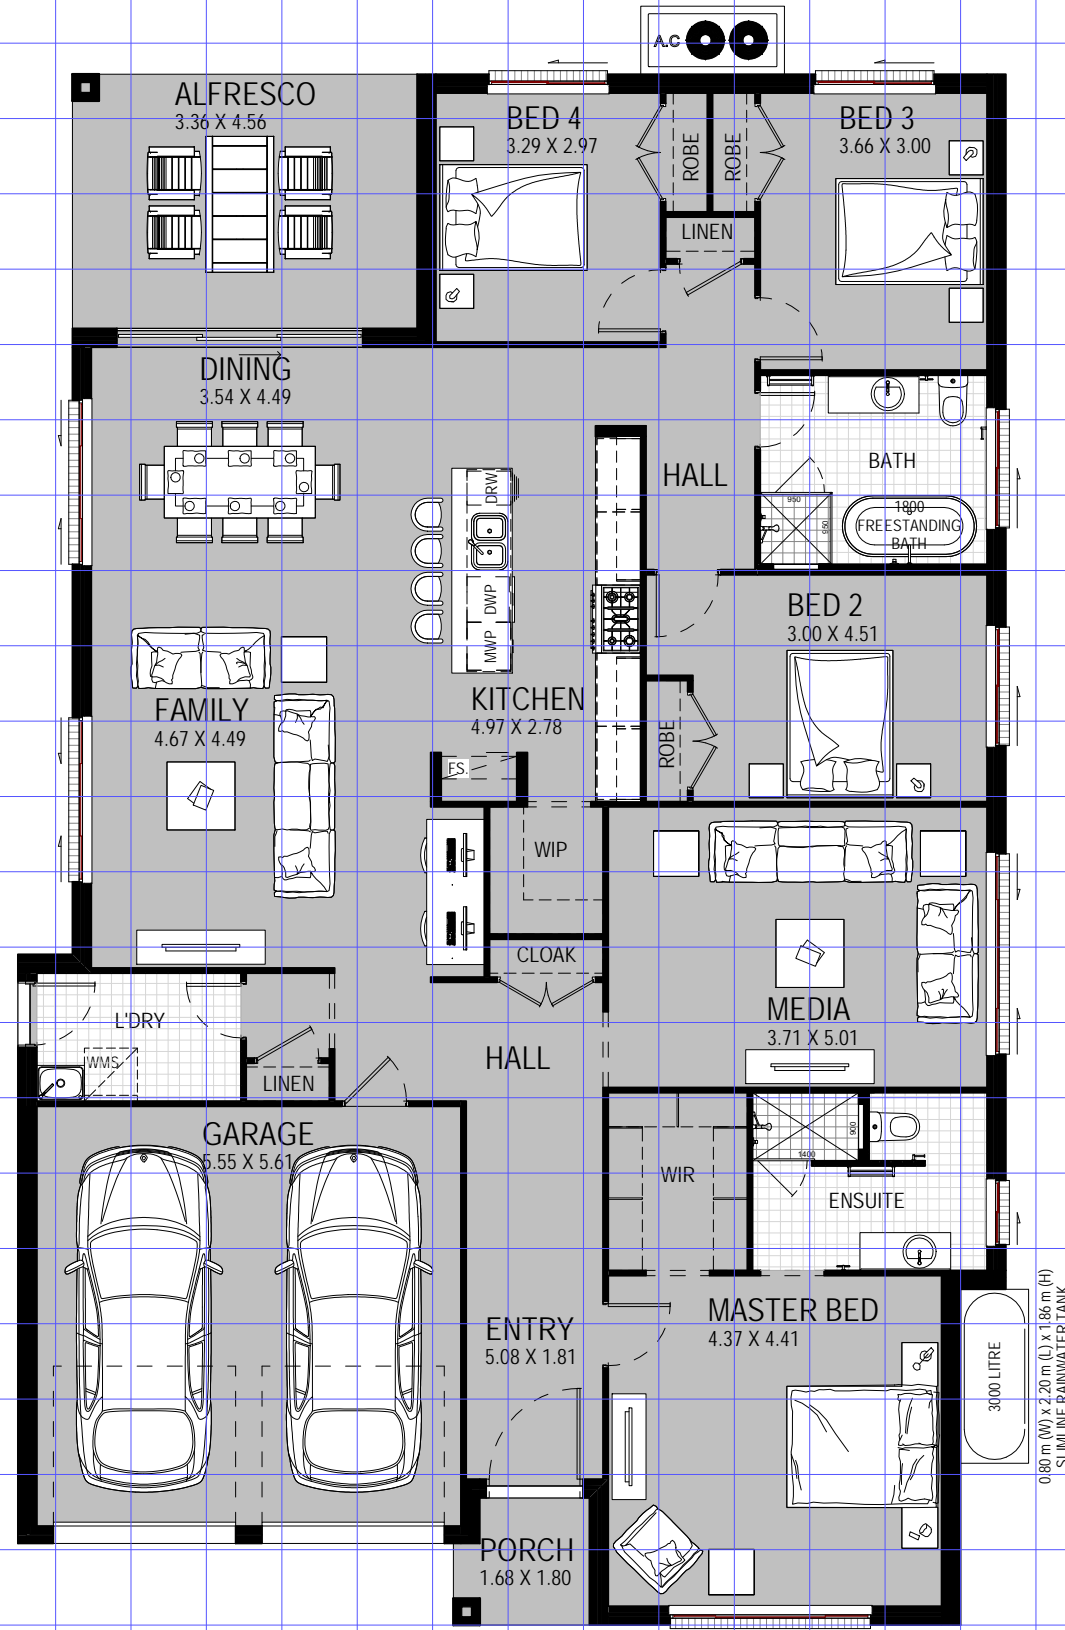 A.C
ALFRESCO
3.36 X 4.56
BED 4
3.29 X 2.97
ROBE
ROBE
BED 3
3.66 X 3.00
LINEN
DINING
3.54 X 4.49
HALL
BATH
DRW
950
950
1800
FREESTANDING
BATH
DWP
MWP
BED 2
3.00 X 4.51
FAMILY
4.67 X 4.49
KITCHEN
4.97 X 2.78
ROBE
FS.
WIP
CLOAK
MEDIA
3.71 X 5.01
L'DRY
WMS
LINEN
HALL
GARAGE
5.55 X 5.61
WIR
900
1400
ENSUITE
ENTRY
5.08 X 1.81
MASTER BED
4.37 X 4.41
3000 LITRE
0.80 m (W) x 2.20 m (L) x 1.86 m (H)
SLIMLINE RAINWATER TANK
PORCH
1.68 X 1.80